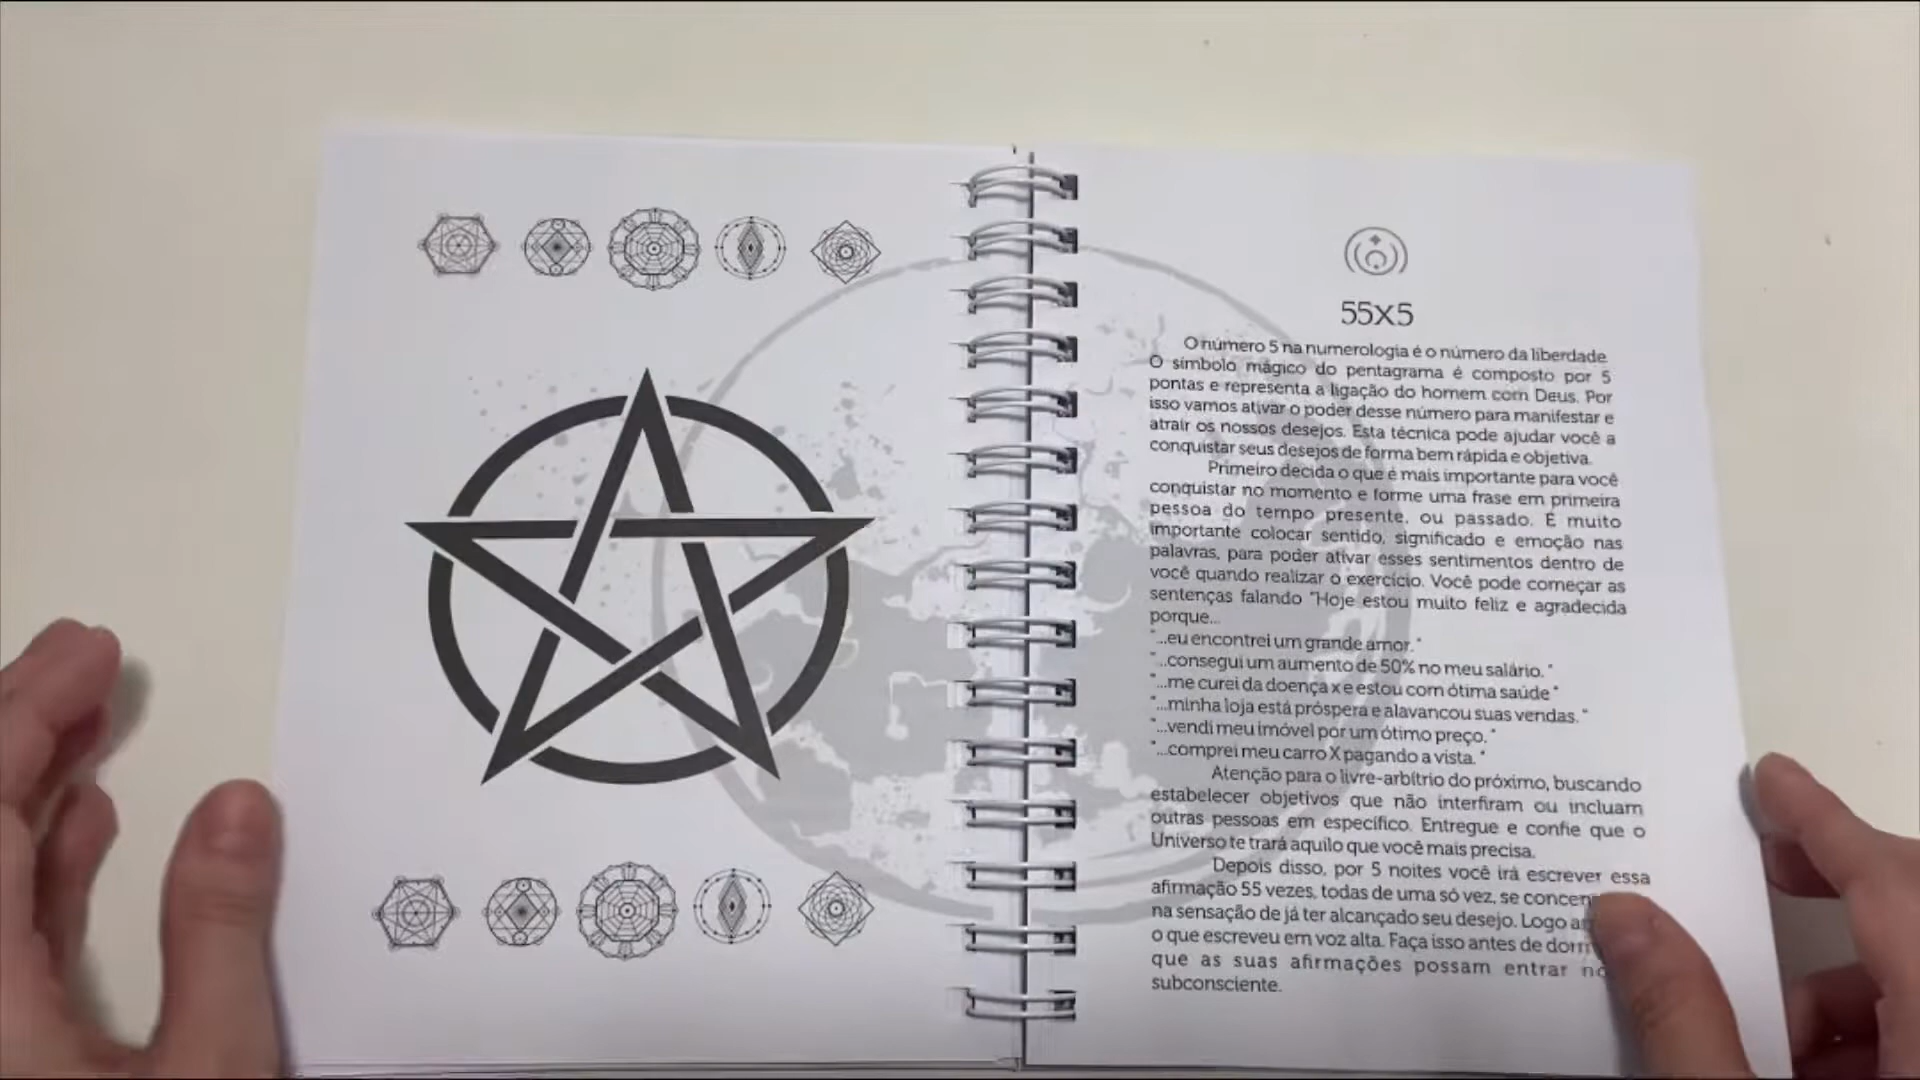 55x5
O número 5 na numerologia é o número da liberdade.
O símbolo mágico do pentagrama é composto por 5
pontas e representa a ligação do homem com Deus. Por
isso vamos ativar o poder desse número para manifestar e
atrair os nossos desejos. Esta técnica pode ajudar você a
conquistar seus desejos de forma bem rápida e objetiva.
Primeiro decida o que é mais importante para você
conquistar no momento e forme uma frase em primeira
pessoa do tempo presente, ou passado. É muito
importante colocar sentido, significado e emoção nas
palavras, para poder ativar esses sentimentos dentro de
você quando realizar o exercício. Você pode começar as
sentenças falando "Hoje estou muito feliz e agradecida
porque...
"...eu encontrei um grande amor."
"...consegui um aumento de 50% no meu salário."
"...me curei da doença x e estou com ótima saúde"
"...minha loja está próspera e alavancou suas vendas."
"...vendi meu imóvel por um ótimo preço."
"...comprei meu carro X pagando a vista."
Atenção para o livre-arbítrio do próximo, buscando
estabelecer objetivos que não interfiram ou incluam
outras pessoas em específico. Entregue e confie que o
Universo te trará aquilo que você mais precisa.
Depois disso, por 5 noites você irá escrever essa
afirmação 55 vezes, todas de uma só vez, se
na sensação de já ter alcançado seu desejo. Logo
o que escreveu em voz alta. Faça isso antes de
que as suas afirmações possam entrar
subconsciente.